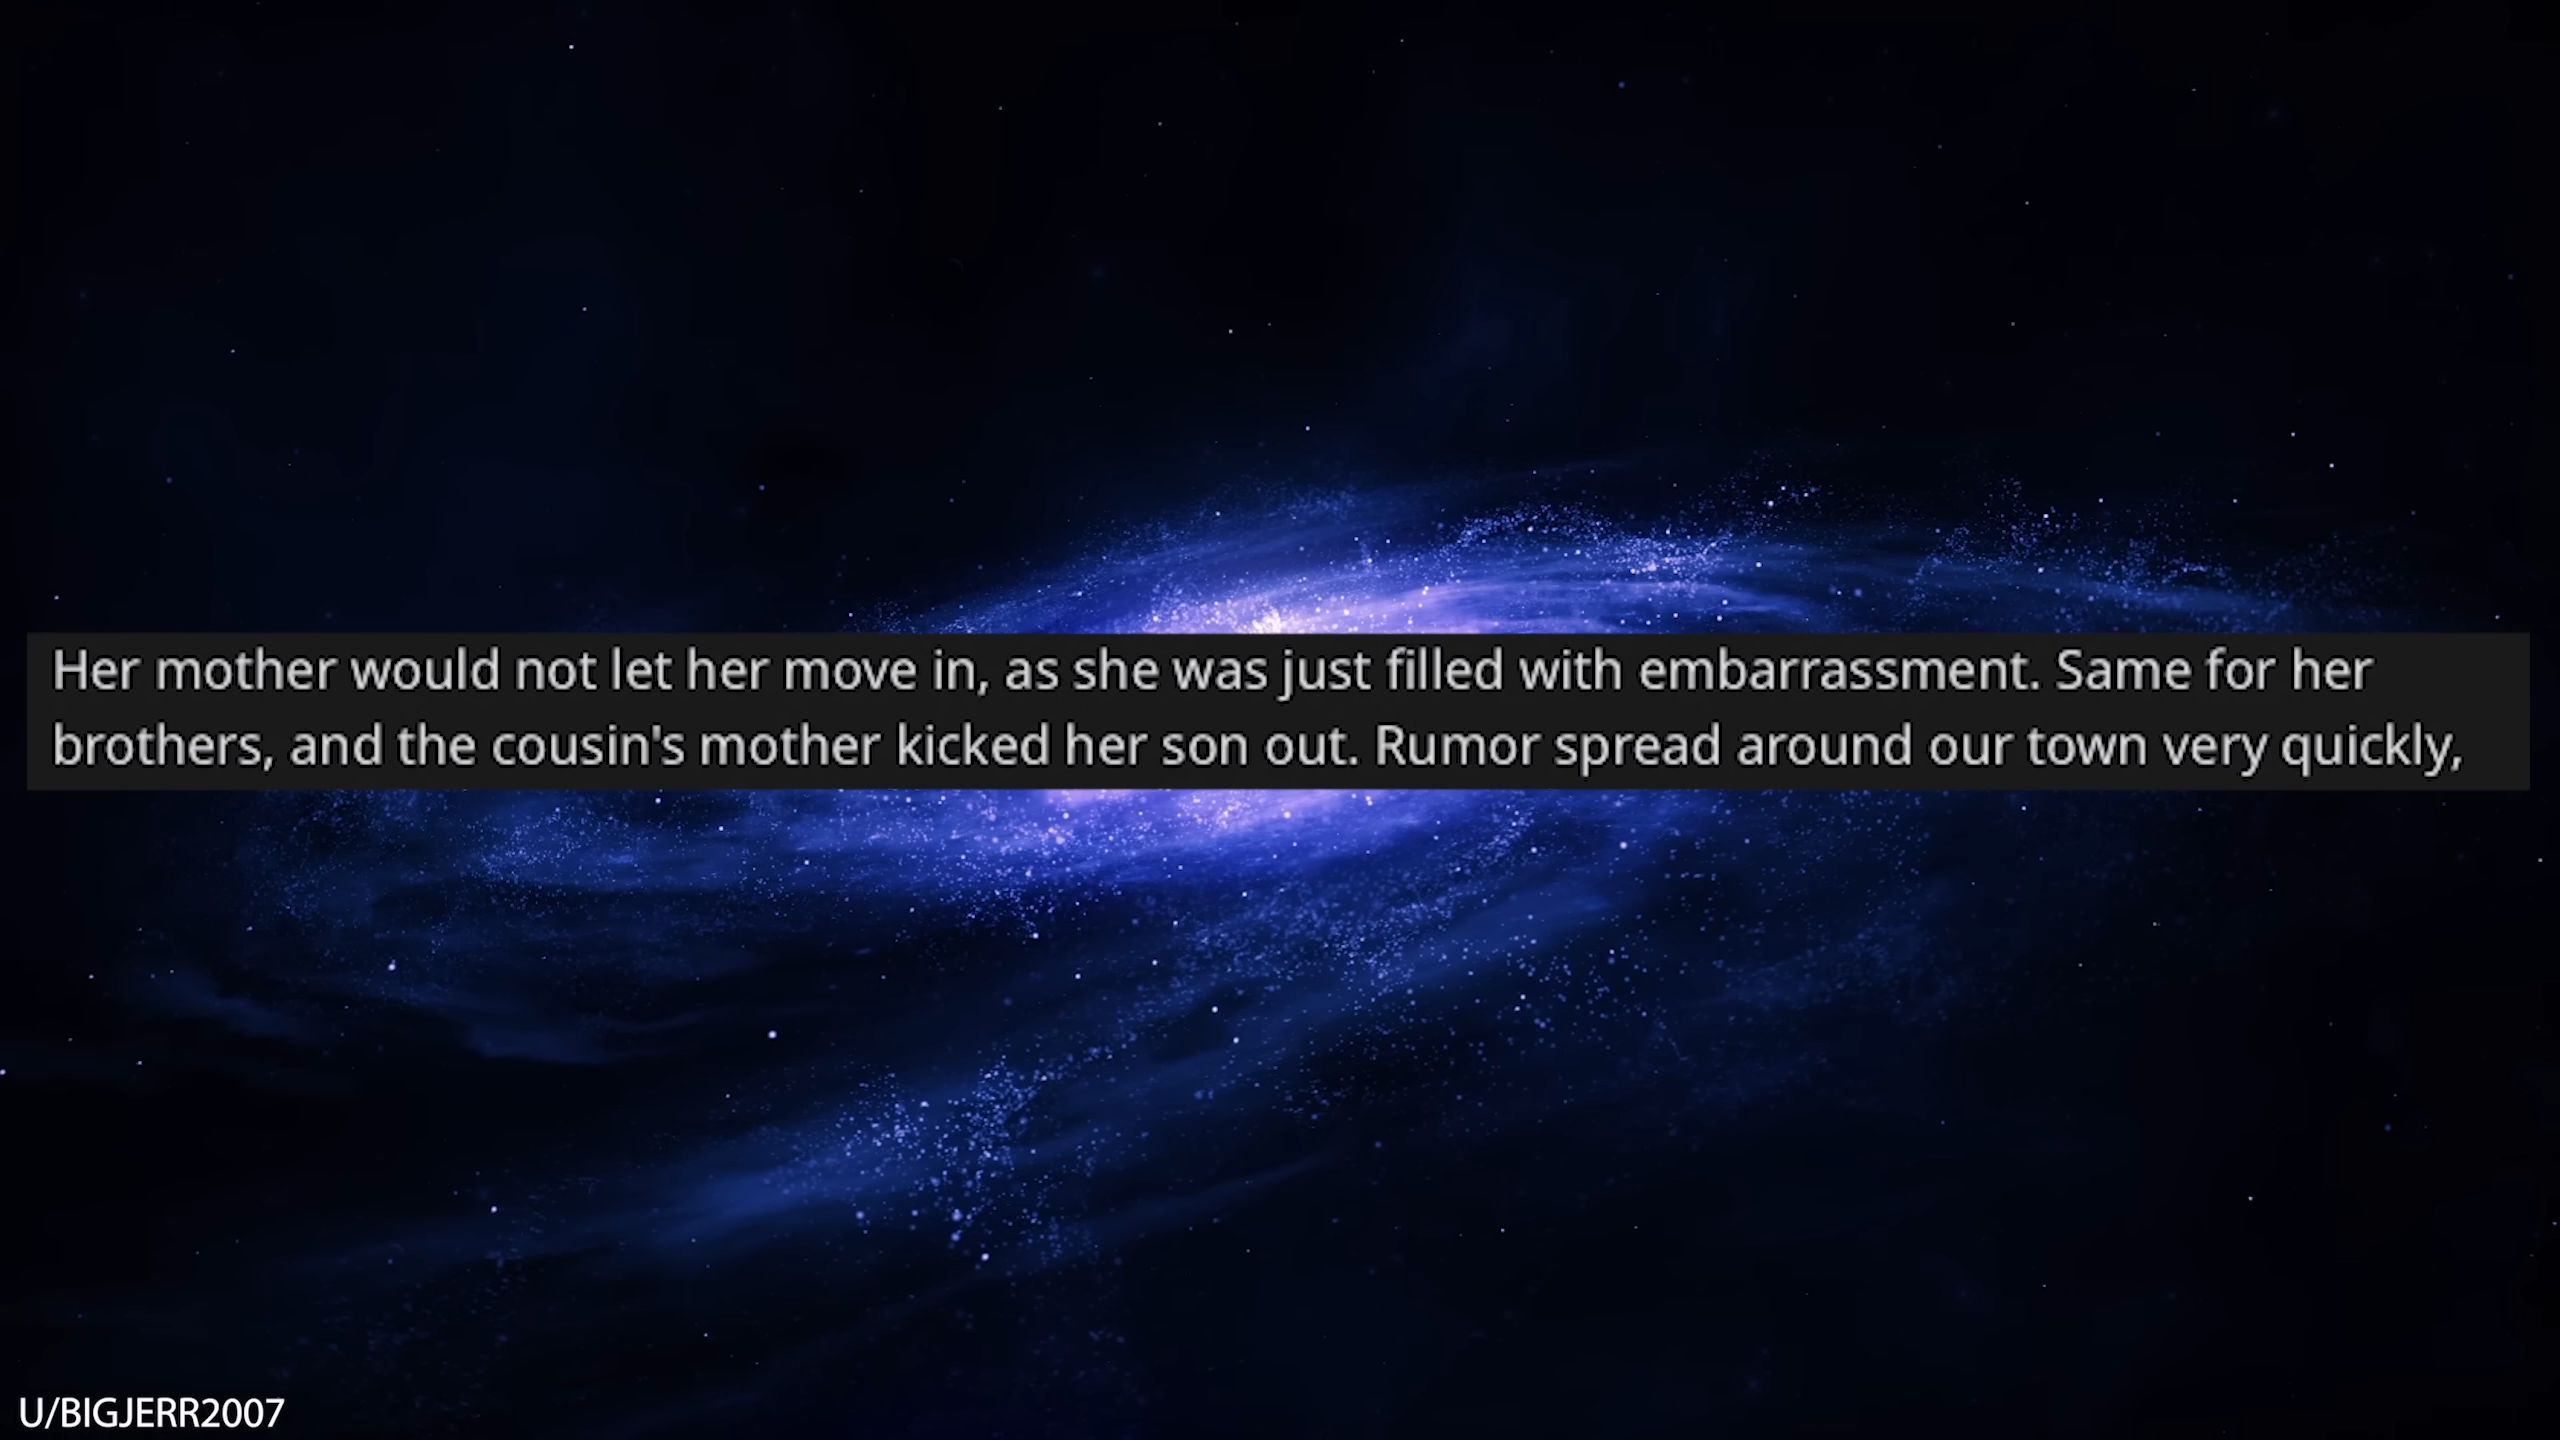 Her mother would not let her move in, as she was just filled with embarrassment. Same for her
brothers, and the cousin's mother kicked her son out. Rumor spread around our town very quickly,
U/BIGJERR2007